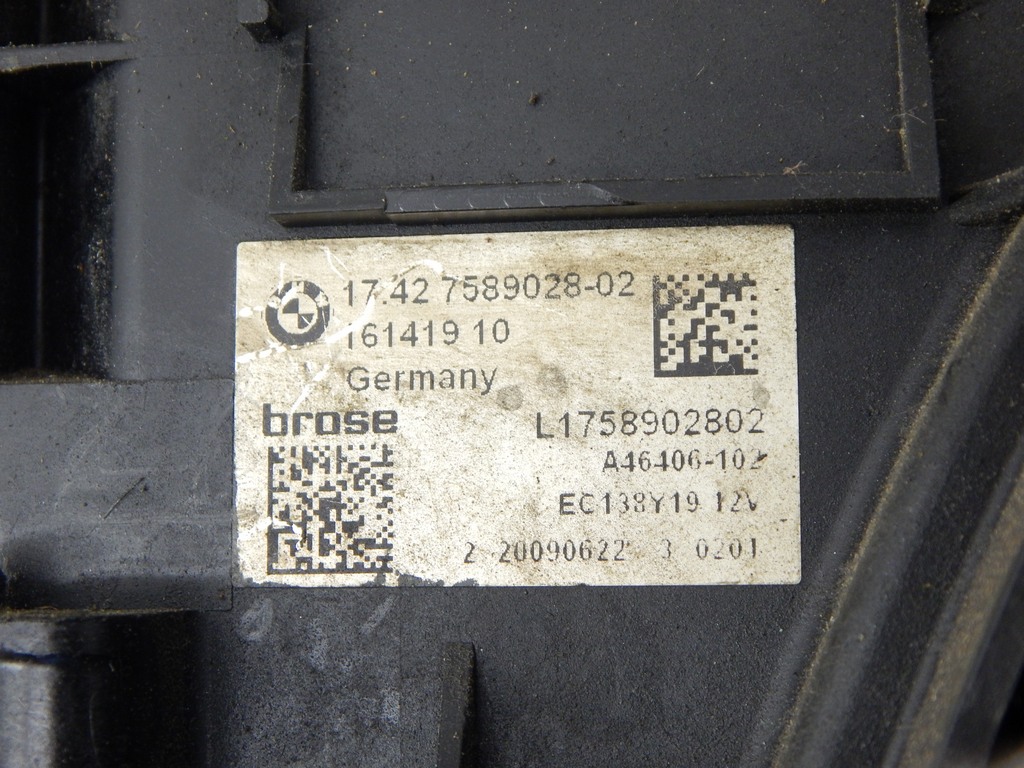 17.42 7589028-02
161419 10
Germany
brose
L1758902802
A46406-102
EC138Y19 12V
2 20090622 3 0201